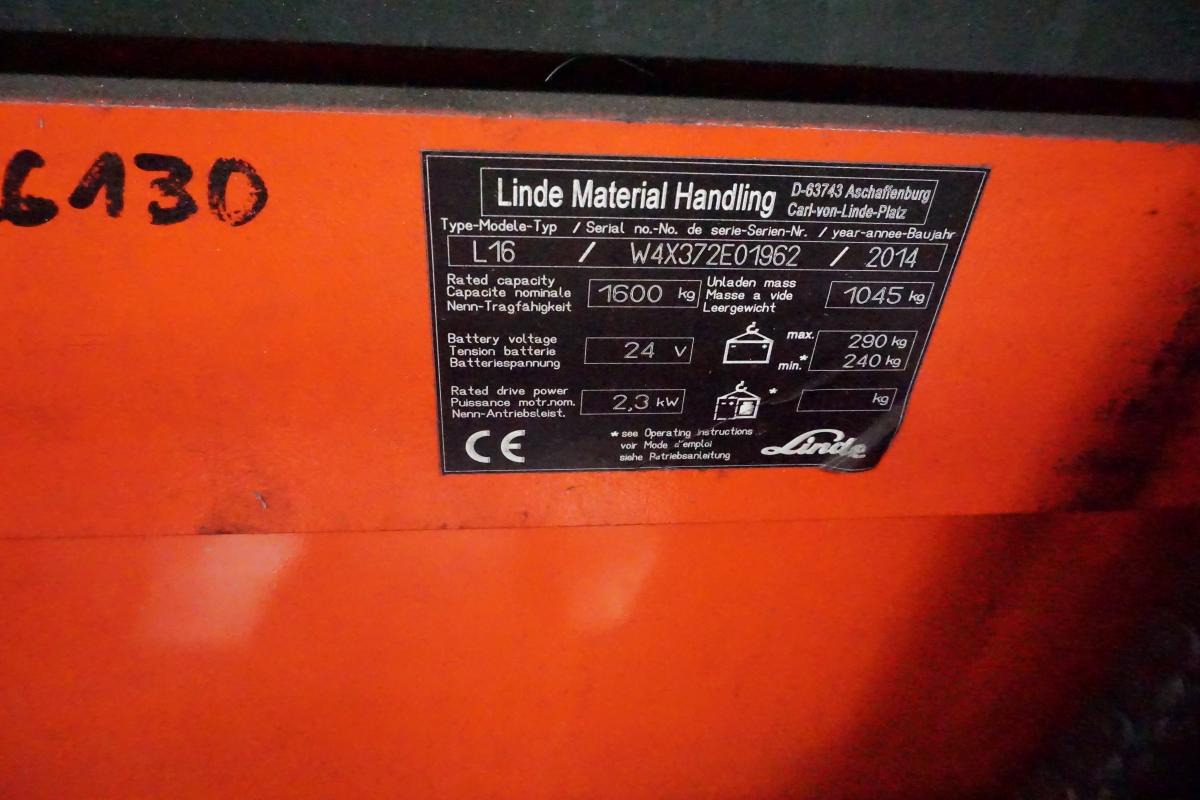 6130
Linde Material Handling
D-63743 Aschaffenburg
Carl-von-Linde-Platz
Type-Modele-Typ / Serial no.-No. de serie-Serien-Nr. / year-annee-Baujahr
L16 / W4X372E01962 / 2014
Rated capacity
Capacite nominale
Nenn-Tragfähigkeit
1600 kg
Unladen mass
Masse a vide
Leergewicht
1045 kg
Battery voltage
Tension batterie
Batteriespannung
24 V
max. 290 kg
min.* 240 kg
Rated drive power
Puissance motr.nom.
Nenn-Antriebsleist.
2,3 kW
* kg
CE
* see Operating instructions
voir Mode d'emploi
siehe Betriebsanleitung
Linde